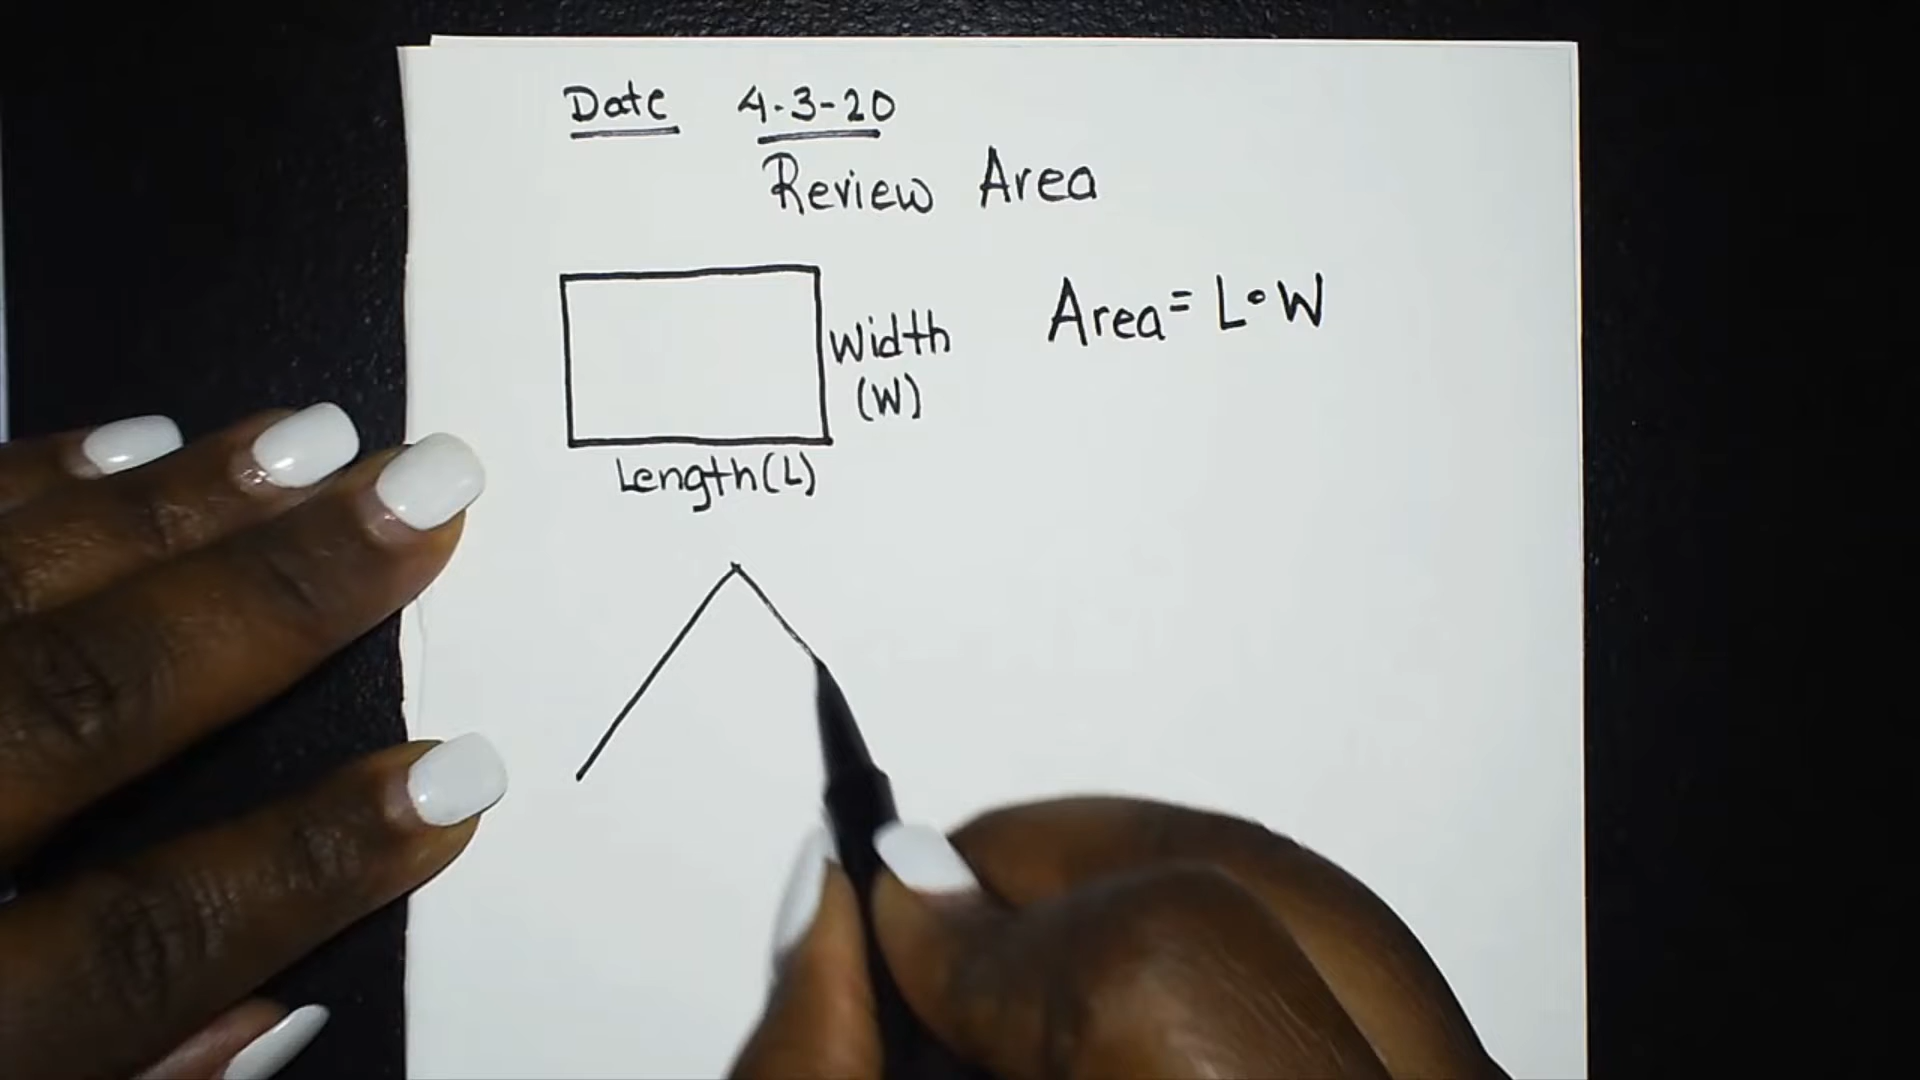 Date 4-3-20
Review Area
Width
(W)
Area= L•W
Length(L)